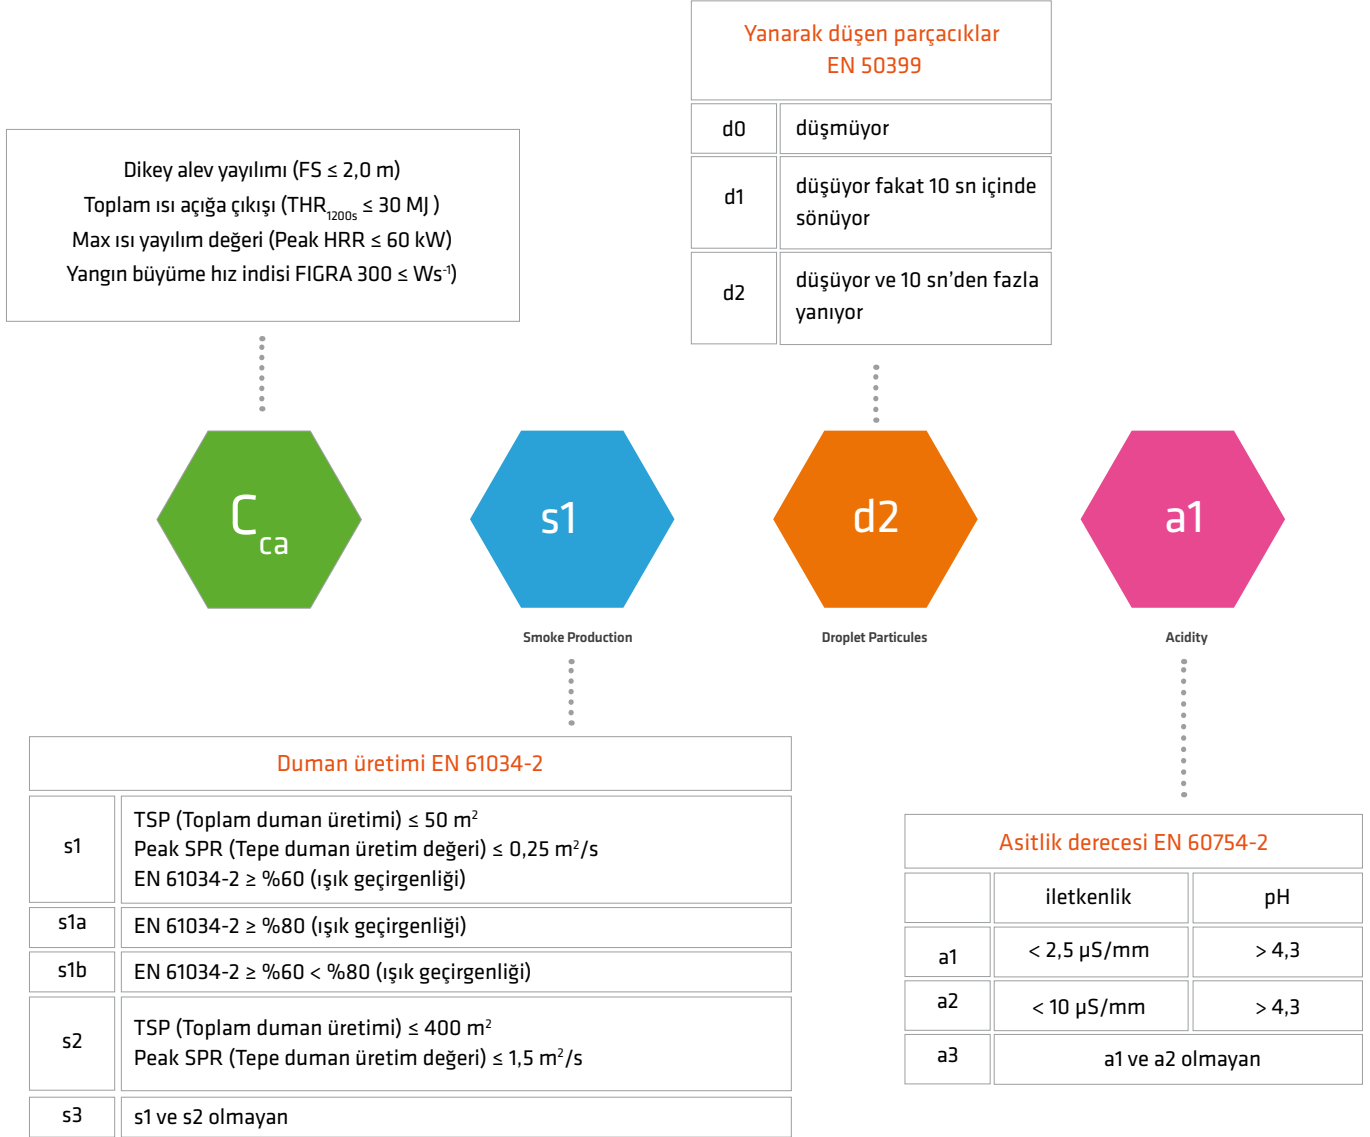 Yanarak düşen parçacıklar
EN 50399
d0 düşmüyor
d1 düşüyor fakat 10 sn içinde
sönüyor
d2 düşüyor ve 10 sn’den fazla
yanıyor
Dikey alev yayılımı (FS ≤ 2,0 m)
Toplam ısı açığa çıkışı (THR1200s ≤ 30 MJ )
Max ısı yayılım değeri (Peak HRR ≤ 60 kW)
Yangın büyüme hız indisi FIGRA 300 ≤ Ws-1)
Cca
s1
d2
a1
Smoke Production
Droplet Particules
Acidity
Duman üretimi EN 61034-2
s1 TSP (Toplam duman üretimi) ≤ 50 m2
Peak SPR (Tepe duman üretim değeri) ≤ 0,25 m2/s
EN 61034-2 ≥ %60 (ışık geçirgenliği)
s1a EN 61034-2 ≥ %80 (ışık geçirgenliği)
s1b EN 61034-2 ≥ %60 < %80 (ışık geçirgenliği)
s2 TSP (Toplam duman üretimi) ≤ 400 m2
Peak SPR (Tepe duman üretim değeri) ≤ 1,5 m2/s
s3 s1 ve s2 olmayan
Asitlik derecesi EN 60754-2
iletkenlik pH
a1 < 2,5 µS/mm > 4,3
a2 < 10 µS/mm > 4,3
a3 a1 ve a2 olmayan